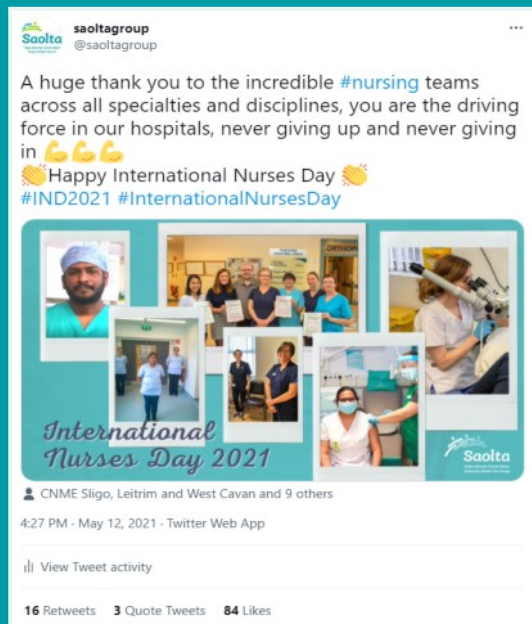 saoltagroup
Saolta
@saoltagroup
A huge thank you to the incredible #nursing teams
across all specialties and disciplines, you are the driving
force in our hospitals, never giving up and never giving
in 💪💪💪
👏Happy International Nurses Day 👏
#IND2021 #InternationalNursesDay
International
Nurses Day 2021
Saolta
CNME Sligo, Leitrim and West Cavan and 9 others
4:27 PM · May 12, 2021 · Twitter Web App
View Tweet activity
16 Retweets 3 Quote Tweets 84 Likes